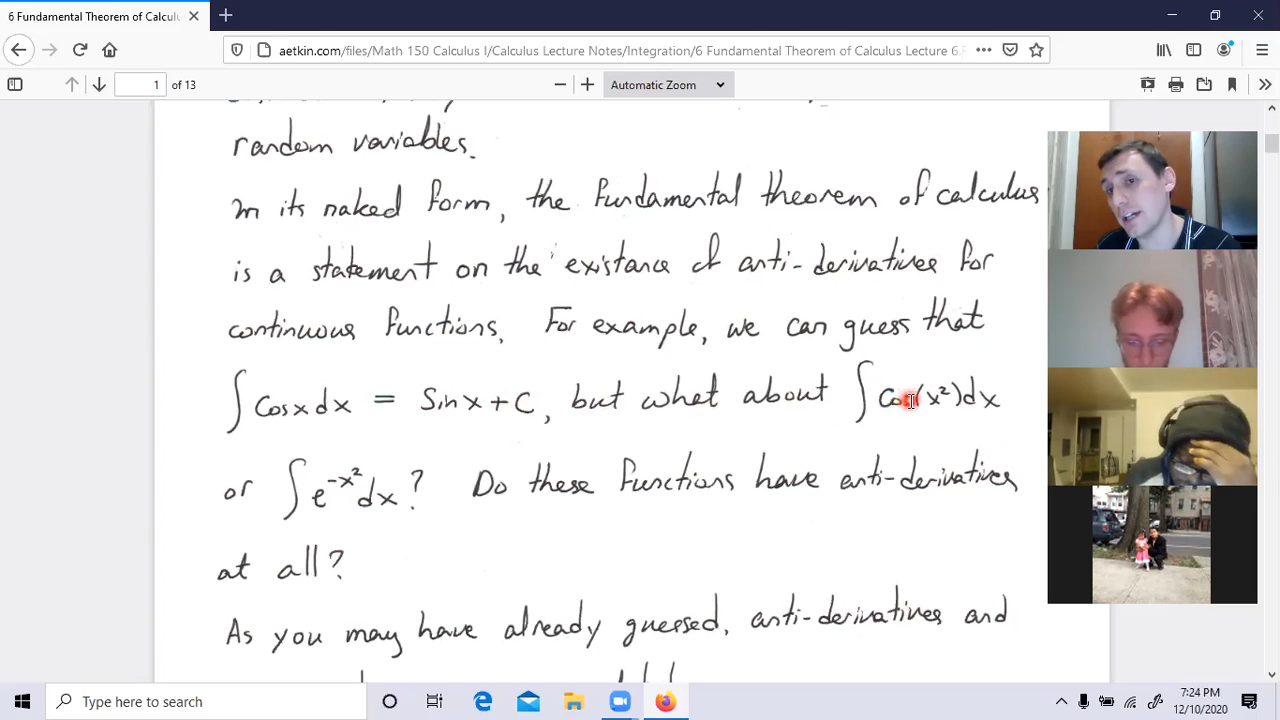 6 Fundamental Theorem of Calculu
aetkin.com/files/Math 150 Calculus I/Calculus Lecture Notes/Integration/6 Fundamental Theorem of Calculus Lecture 6.
1 of 13
Automatic Zoom
random variables.
In its naked form, the fundamental theorem of calculus
is a statement on the existance of anti-derivatives for
continuous functions. For example, we can guess that
∫ Cos x dx = Sin x + C, but what about ∫ Cos(x²) dx
or ∫ e^{-x²} dx? Do these functions have anti-derivatives
at all?
As you may have already guessed, anti-derivatives and
Type here to search
7:24 PM
12/10/2020